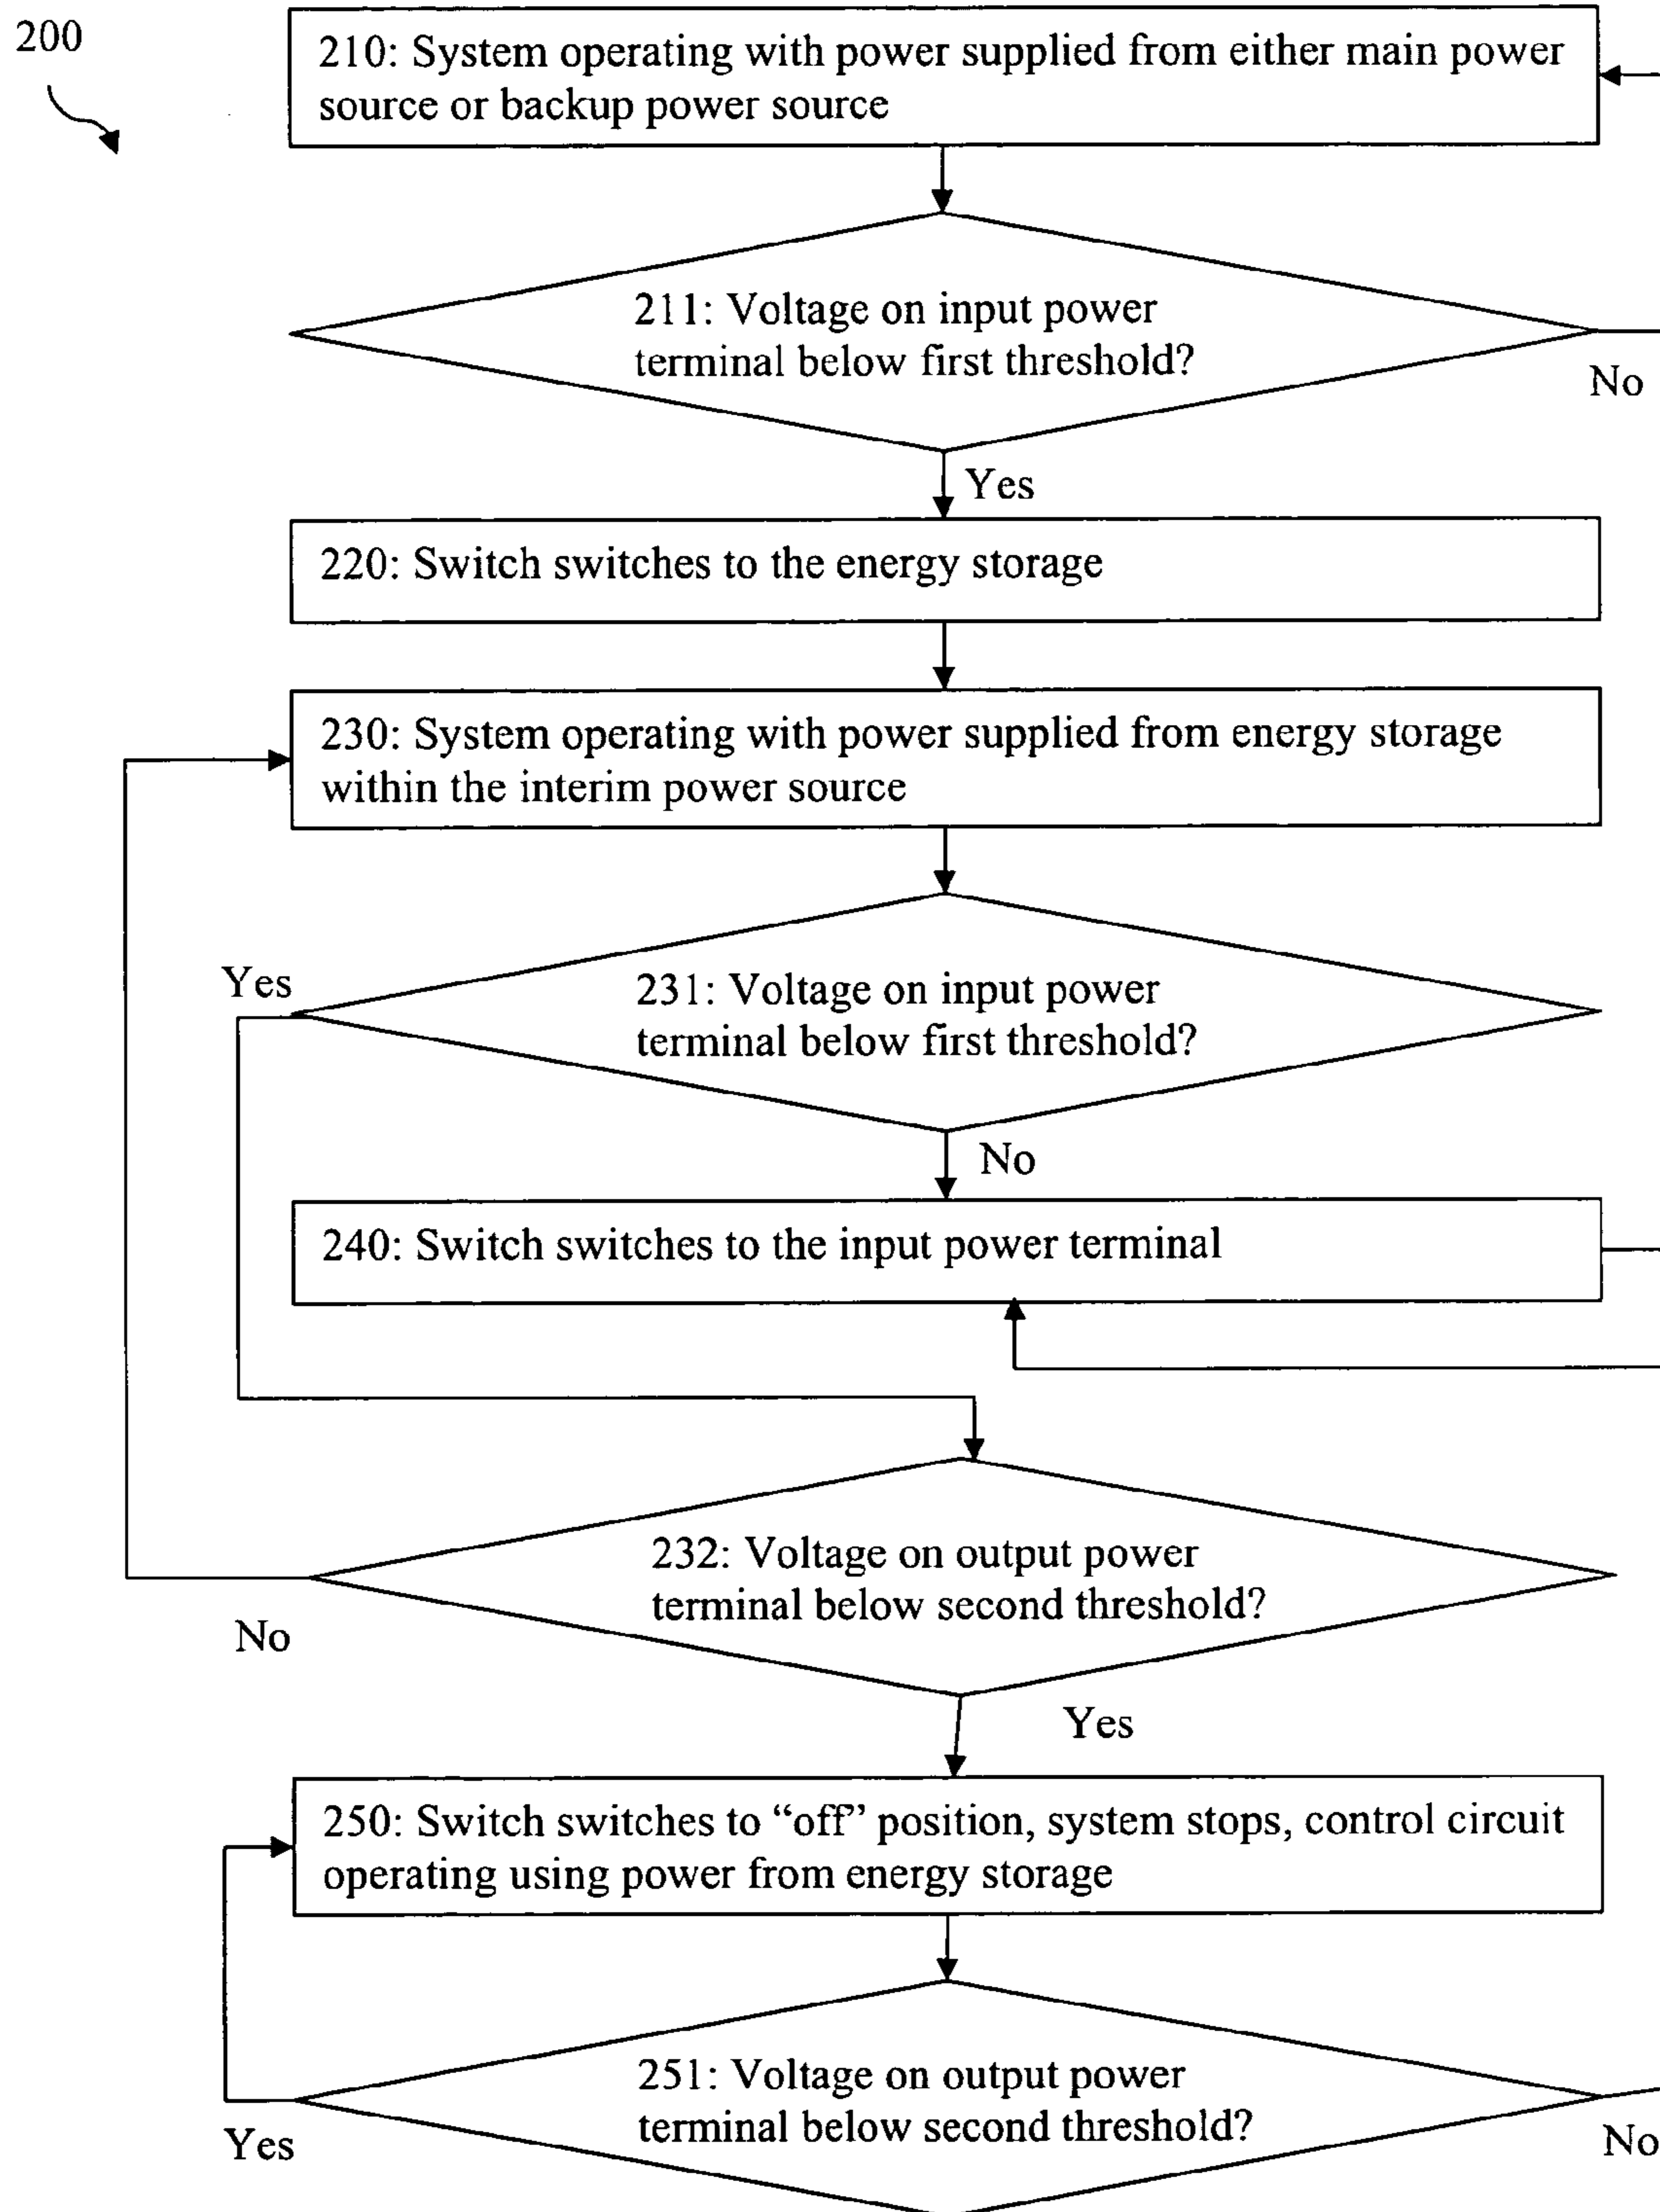 200
210: System operating with power supplied from either main power
source or backup power source
211: Voltage on input power
terminal below first threshold?
No
Yes
220: Switch switches to the energy storage
230: System operating with power supplied from energy storage
within the interim power source
Yes
231: Voltage on input power
terminal below first threshold?
No
240: Switch switches to the input power terminal
232: Voltage on output power
terminal below second threshold?
No
Yes
250: Switch switches to “off” position, system stops, control circuit
operating using power from energy storage
251: Voltage on output power
terminal below second threshold?
Yes
No